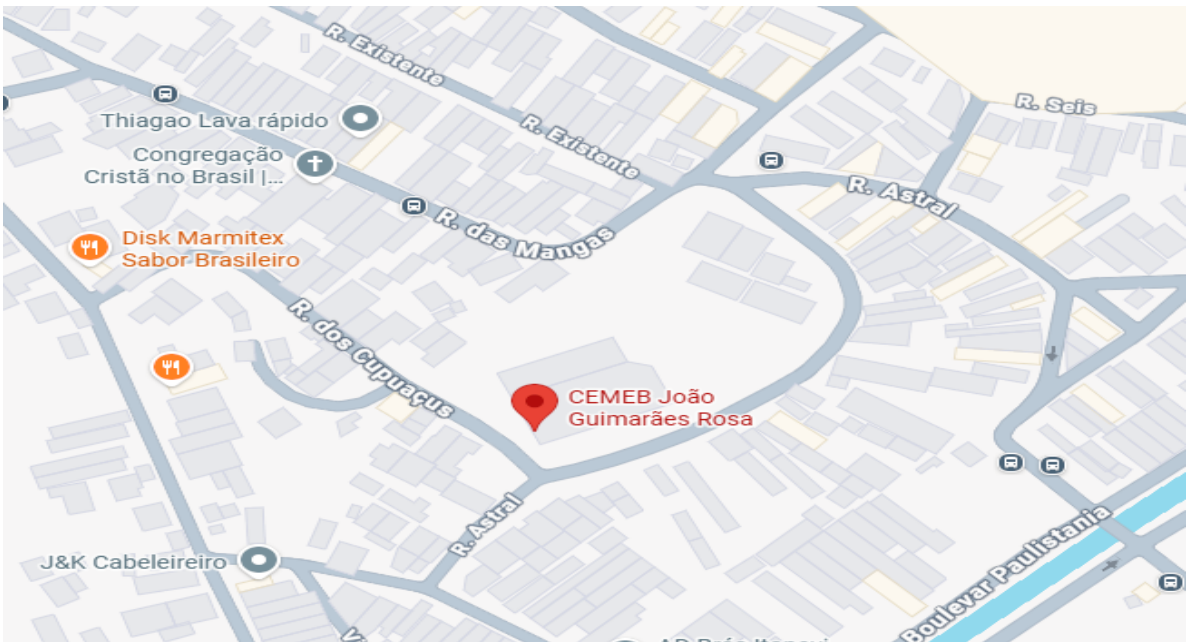 R. Existente
R. Seis
Thiagao Lava rápido
R. Existente
Congregação
Cristã no Brasil |...
R. Astral
R. das Mangas
Disk Marmitex
Sabor Brasileiro
R. dos Cupuaçus
CEMEB João
Guimarães Rosa
R. Astral
Boulevar Paulistania
J&K Cabeleireiro